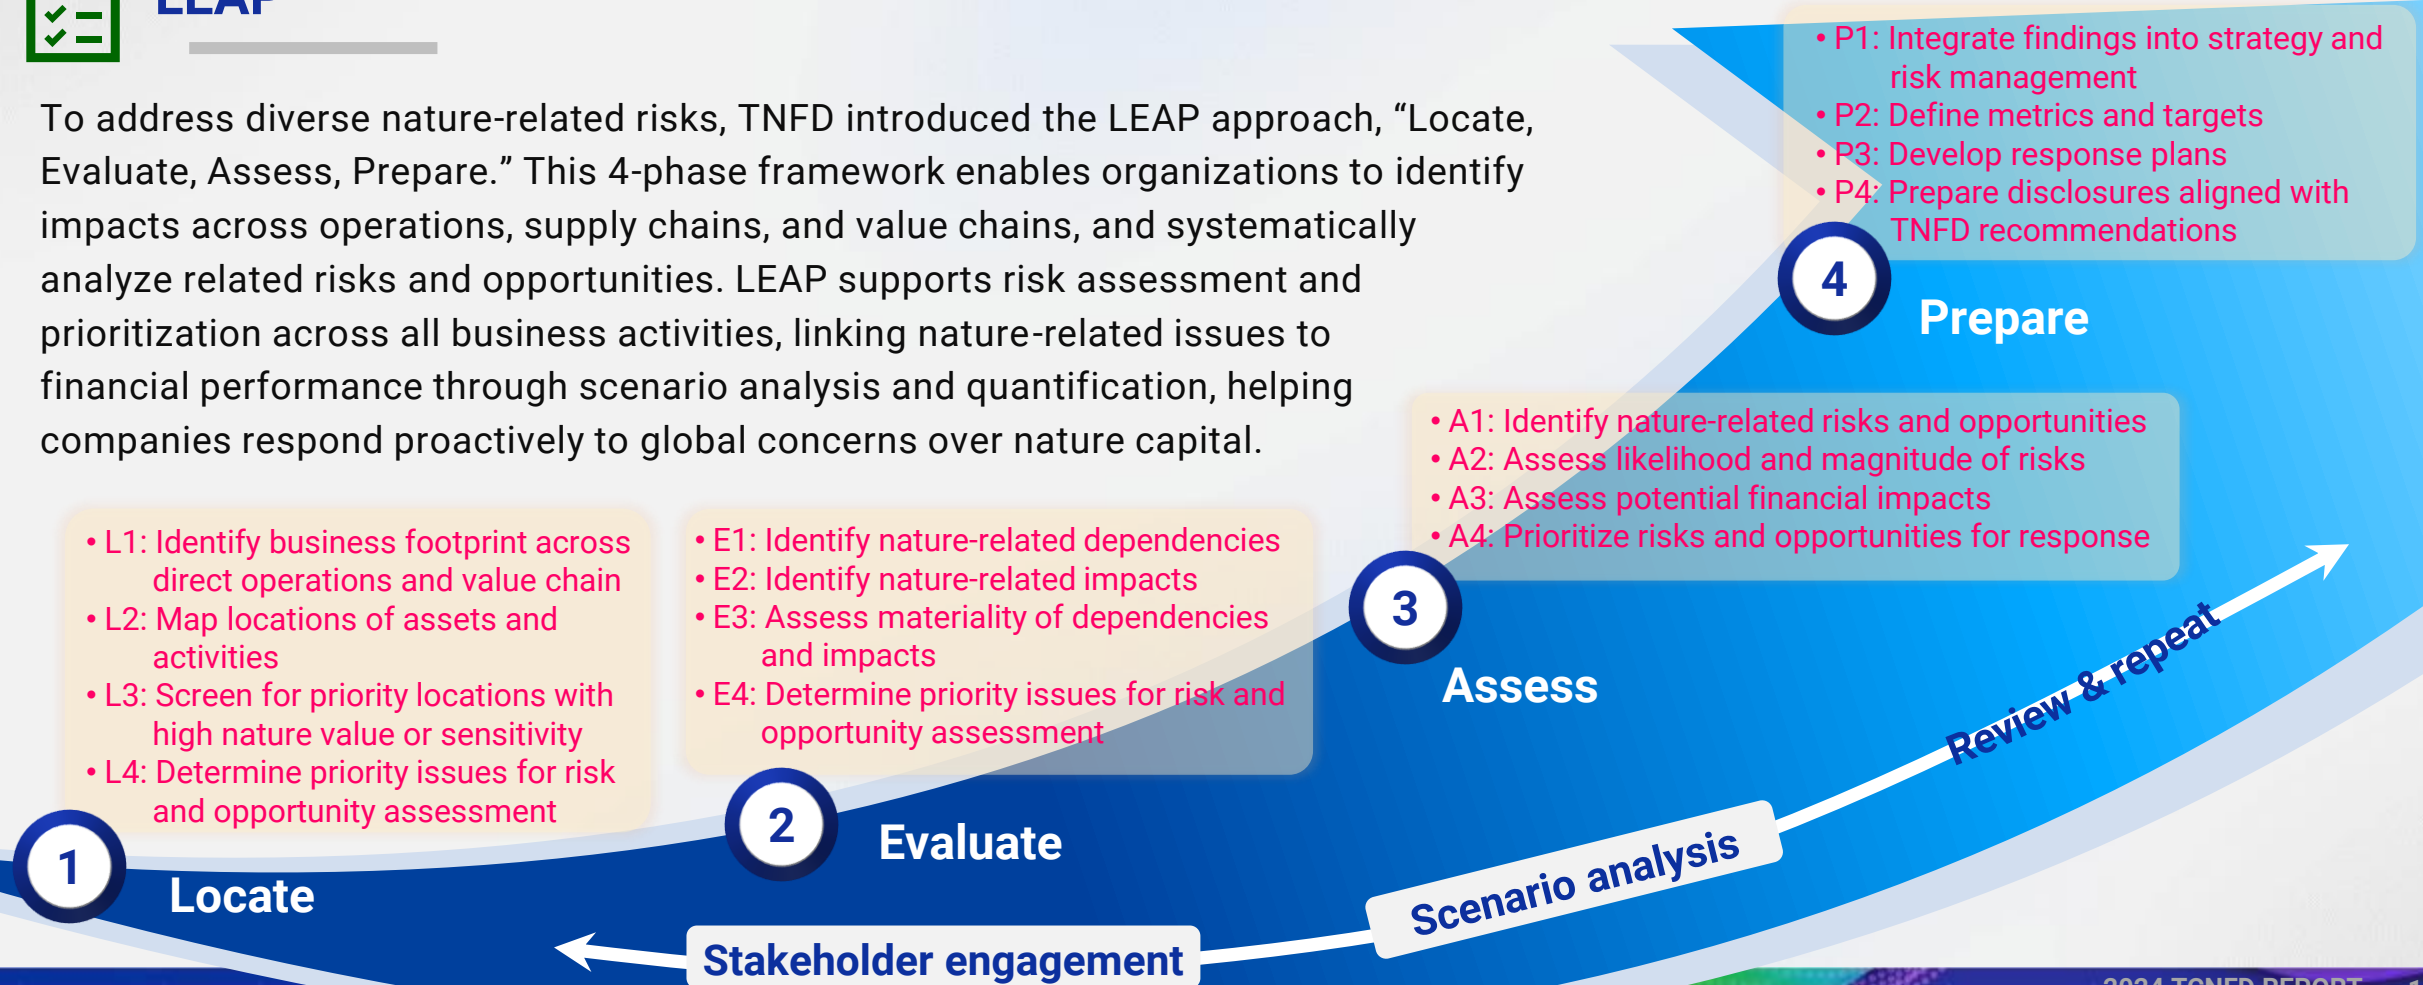 LEAP
To address diverse nature-related risks, TNFD introduced the LEAP approach, “Locate,
Evaluate, Assess, Prepare.” This 4-phase framework enables organizations to identify
impacts across operations, supply chains, and value chains, and systematically
analyze related risks and opportunities. LEAP supports risk assessment and
prioritization across all business activities, linking nature-related issues to
financial performance through scenario analysis and quantification, helping
companies respond proactively to global concerns over nature capital.
• L1: Identify business footprint across
direct operations and value chain
• L2: Map locations of assets and
activities
• L3: Screen for priority locations with
high nature value or sensitivity
• L4: Determine priority issues for risk
and opportunity assessment
1
Locate
• E1: Identify nature-related dependencies
• E2: Identify nature-related impacts
• E3: Assess materiality of dependencies
and impacts
• E4: Determine priority issues for risk and
opportunity assessment
2
Evaluate
• A1: Identify nature-related risks and opportunities
• A2: Assess likelihood and magnitude of risks
• A3: Assess potential financial impacts
• A4: Prioritize risks and opportunities for response
3
Assess
• P1: Integrate findings into strategy and
risk management
• P2: Define metrics and targets
• P3: Develop response plans
• P4: Prepare disclosures aligned with
TNFD recommendations
4
Prepare
Stakeholder engagement
Scenario analysis
Review & repeat
2024 TCNFD REPORT